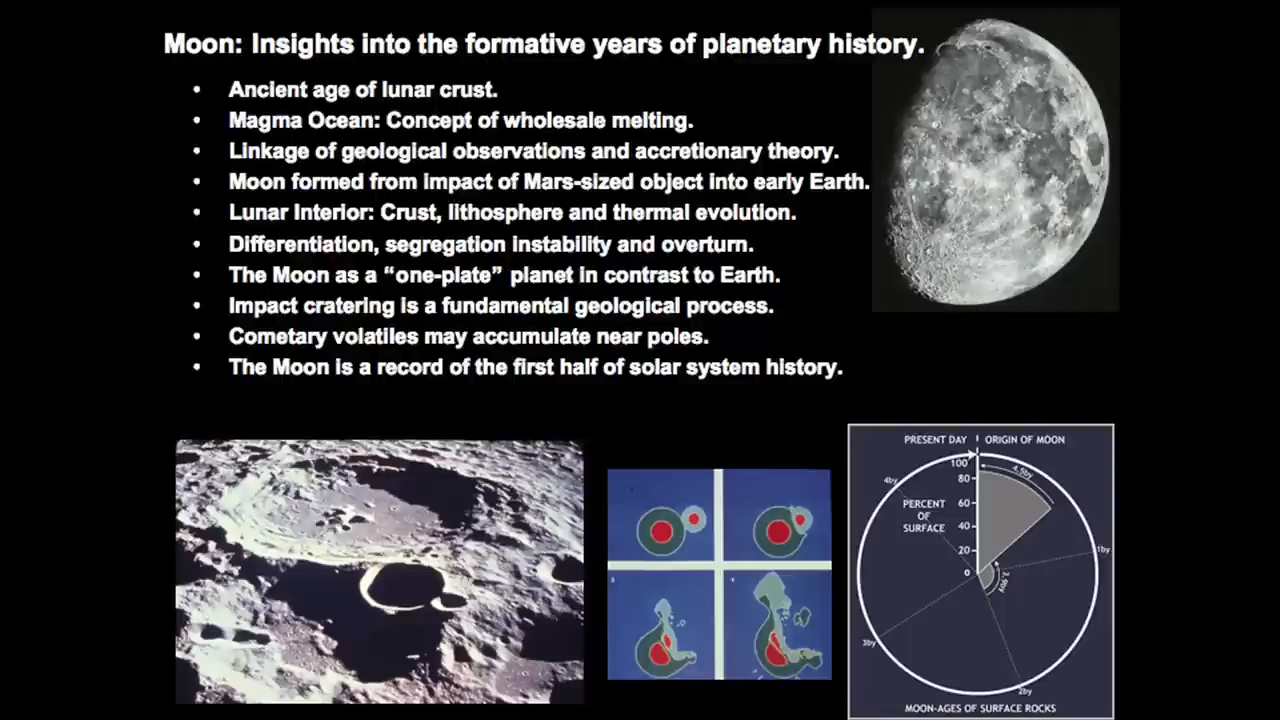 Moon: Insights into the formative years of planetary history.
• Ancient age of lunar crust.
• Magma Ocean: Concept of wholesale melting.
• Linkage of geological observations and accretionary theory.
• Moon formed from impact of Mars-sized object into early Earth.
• Lunar Interior: Crust, lithosphere and thermal evolution.
• Differentiation, segregation instability and overturn.
• The Moon as a “one-plate” planet in contrast to Earth.
• Impact cratering is a fundamental geological process.
• Cometary volatiles may accumulate near poles.
• The Moon is a record of the first half of solar system history.
PRESENT DAY
ORIGIN OF MOON
100
80
60
40
20
0
PERCENT
OF
SURFACE
4.5by
4by
1by
3by
2by
MOON-AGES OF SURFACE ROCKS